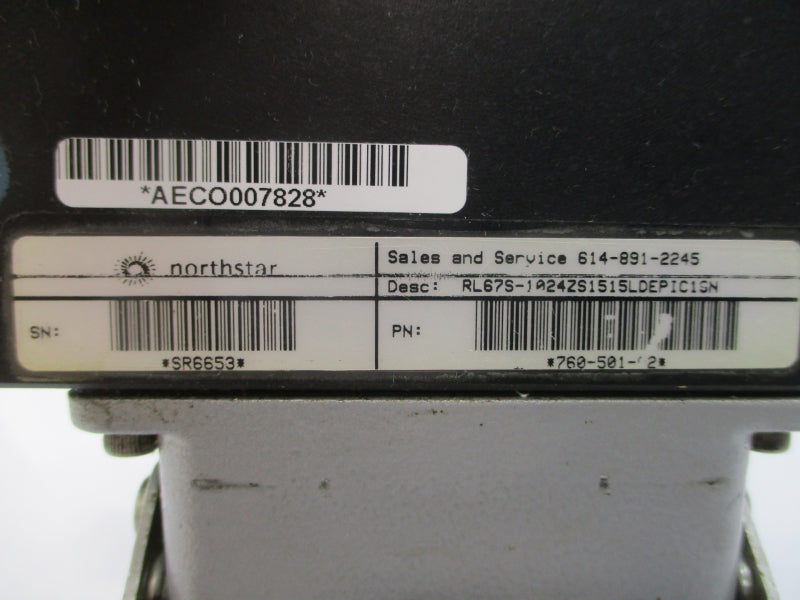 *AECO007828*
northstar
Sales and Service 614-891-2245
Desc: RL67S-1024ZS1515LDEPIC1SN
SN:
*SR6653*
PN: